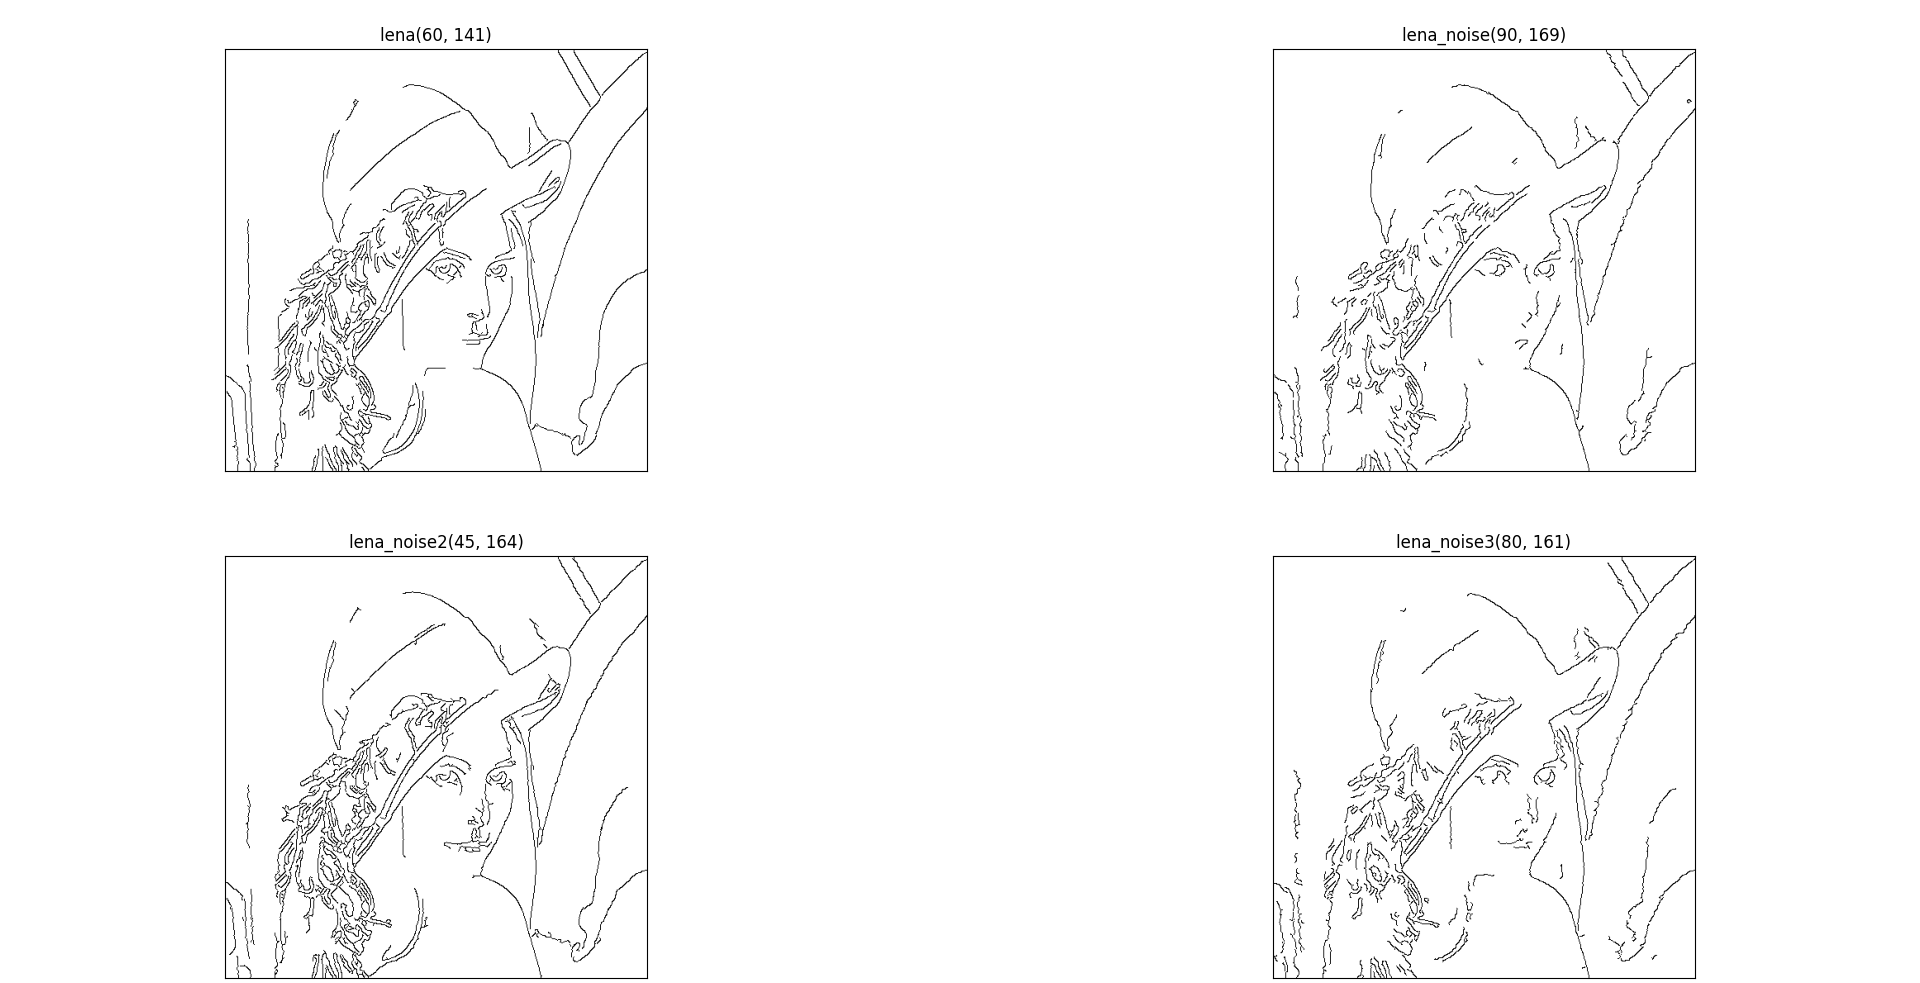 lena(60, 141)
lena_noise(90, 169)
lena_noise2(45, 164)
lena_noise3(80, 161)